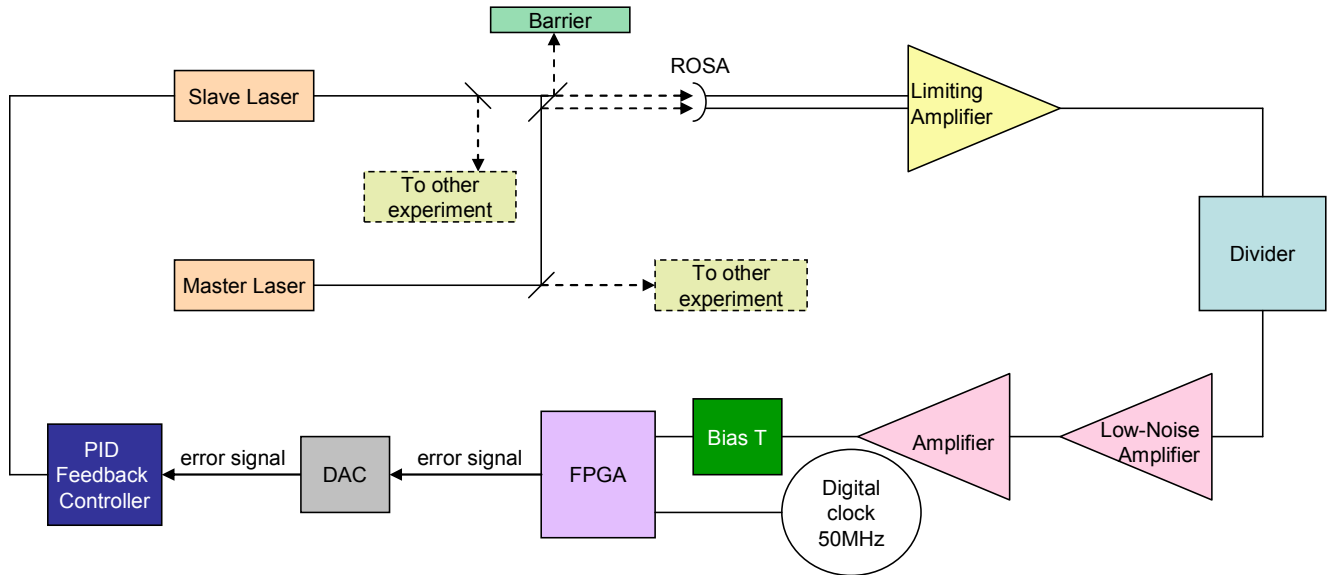 Barrier
Slave Laser
ROSA
Limiting
Amplifier
To other
experiment
Master Laser
To other
experiment
Divider
PID
Feedback
Controller
error signal
DAC
error signal
FPGA
Bias T
Amplifier
Low-Noise
Amplifier
Digital
clock
50MHz